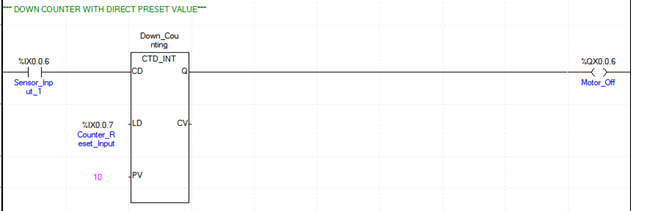 *** DOWN COUNTER WITH DIRECT PRESET VALUE***
Down_Cou
nting
%IX0.0.6
CTD_INT
%QX0.0.6
CD
Q
Sensor_Inp
ut_1
Motor_Off
%IX0.0.7
LD
CV
Counter_R
eset_Input
10
PV